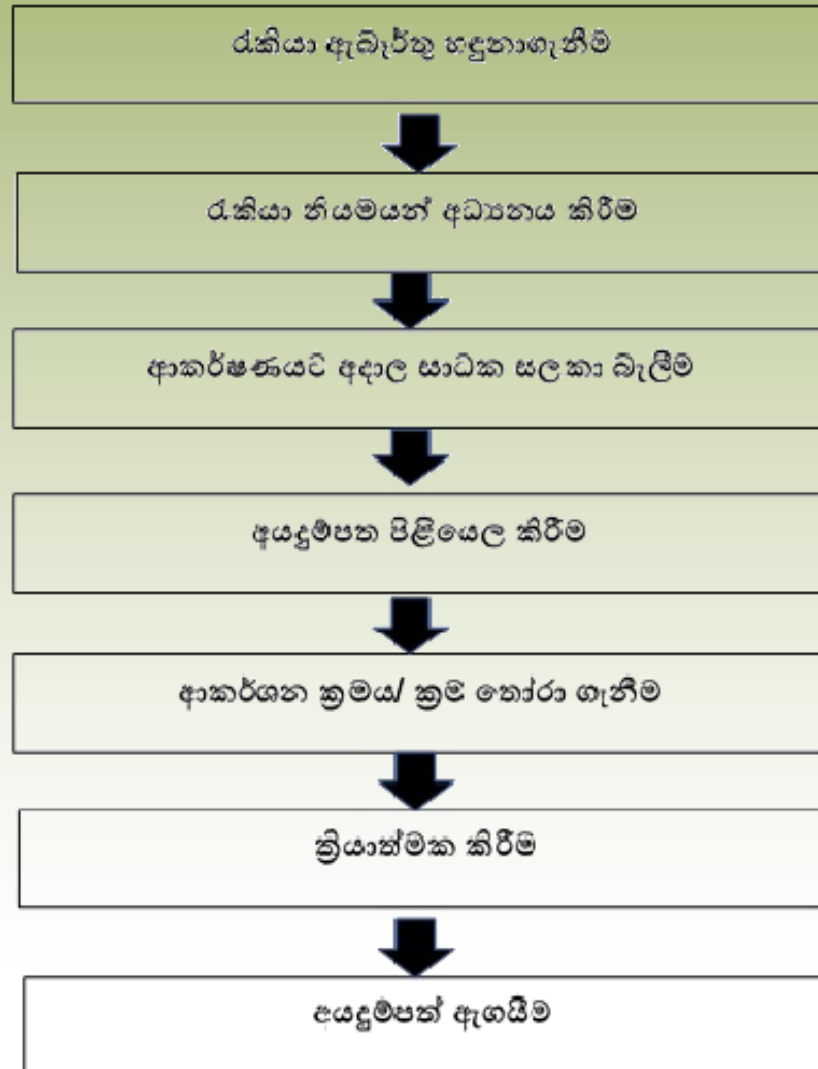 රැකියා ඇබෑර්තු හඳුනාගැනීම
රැකියා නියමයන් අධ්‍යනය කිරීම
ආකර්ෂණයට අදාල සාධක සලකා බැලීම
අයදුම්පත පිළියෙල කිරීම
ආකර්ශන ක්‍රමය/ ක්‍රම තෝරා ගැනීම
ක්‍රියාත්මක කිරීම
අයදුම්පත් ඇගයීම